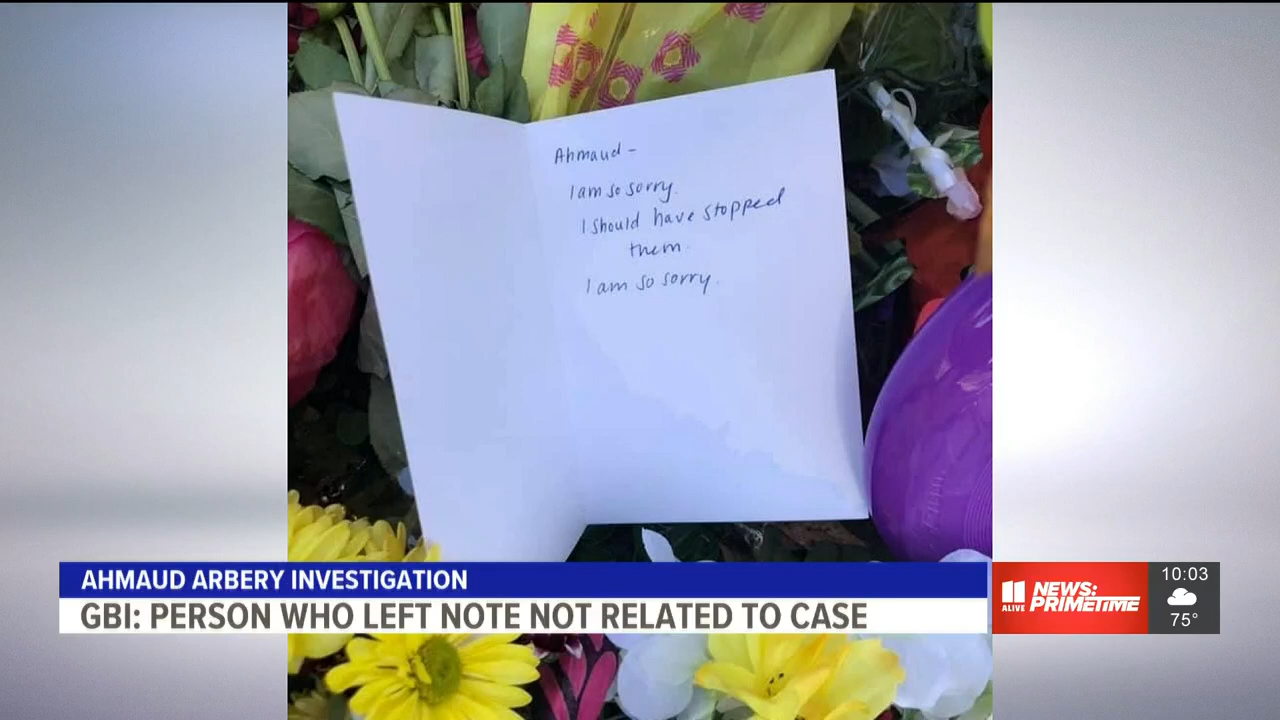 Ahmaud -
I am so sorry.
I should have stopped
them.
I am so sorry.
AHMAUD ARBERY INVESTIGATION
GBI: PERSON WHO LEFT NOTE NOT RELATED TO CASE
11
ALIVE
NEWS:
PRIMETIME
10:03
75°